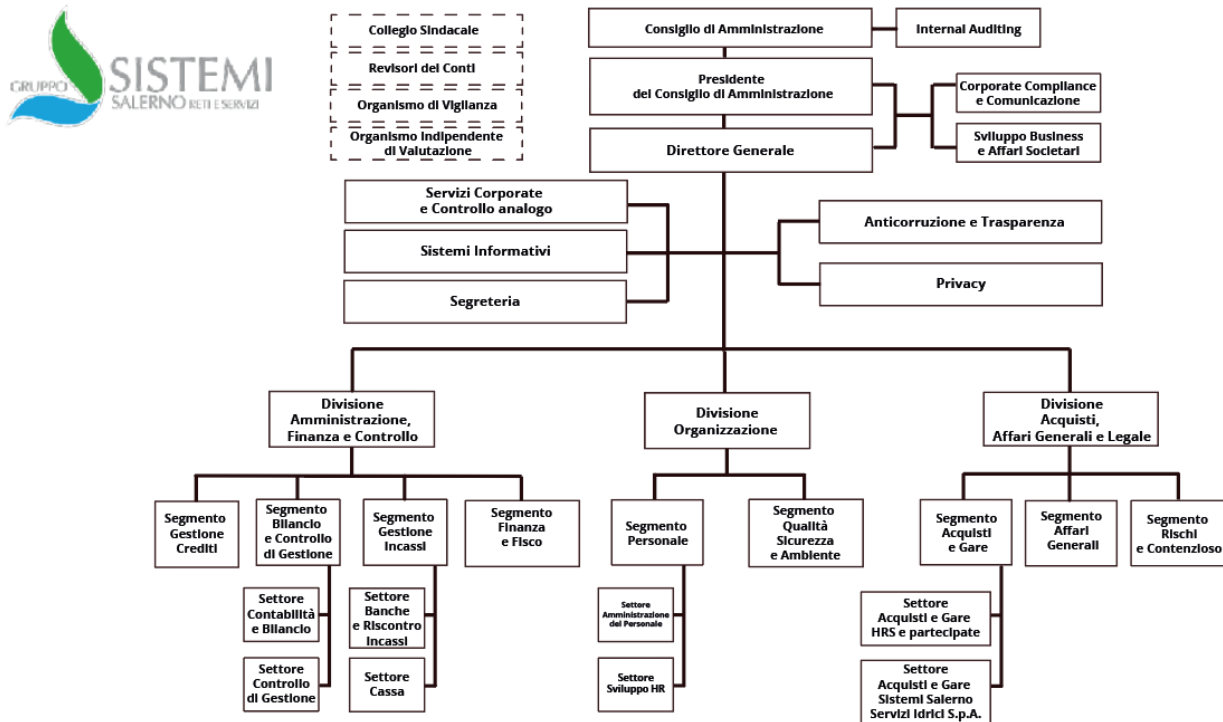 GRUPPO
SISTEMI
SALERNO RETI E SERVIZI
Collegio Sindacale
Revisori dei Conti
Organismo di Vigilanza
Organismo Indipendente
di Valutazione
Consiglio di Amministrazione
Internal Auditing
Presidente
del Consiglio di Amministrazione
Corporate Compliance
e Comunicazione
Direttore Generale
Sviluppo Business
e Affari Societari
Servizi Corporate
e Controllo analogo
Sistemi Informativi
Segreteria
Anticorruzione e Trasparenza
Privacy
Divisione
Amministrazione,
Finanza e Controllo
Divisione
Organizzazione
Divisione
Acquisti,
Affari Generali e Legale
Segmento
Gestione
Crediti
Segmento
Bilancio
e Controllo
di Gestione
Segmento
Gestione
Incassi
Segmento
Finanza
e Fisco
Segmento
Personale
Segmento
Qualità
Sicurezza
e Ambiente
Segmento
Acquisti
e Gare
Segmento
Affari
Generali
Segmento
Rischi
e Contenzioso
Settore
Contabilità
e Bilancio
Settore
Banche
e Riscontro
Incassi
Settore
Amministrazione
del Personale
Settore
Acquisti e Gare
HRS e partecipate
Settore
Controllo
di Gestione
Settore
Cassa
Settore
Sviluppo HR
Settore
Acquisti e Gare
Sistemi Salerno
Servizi Idrici S.p.A.